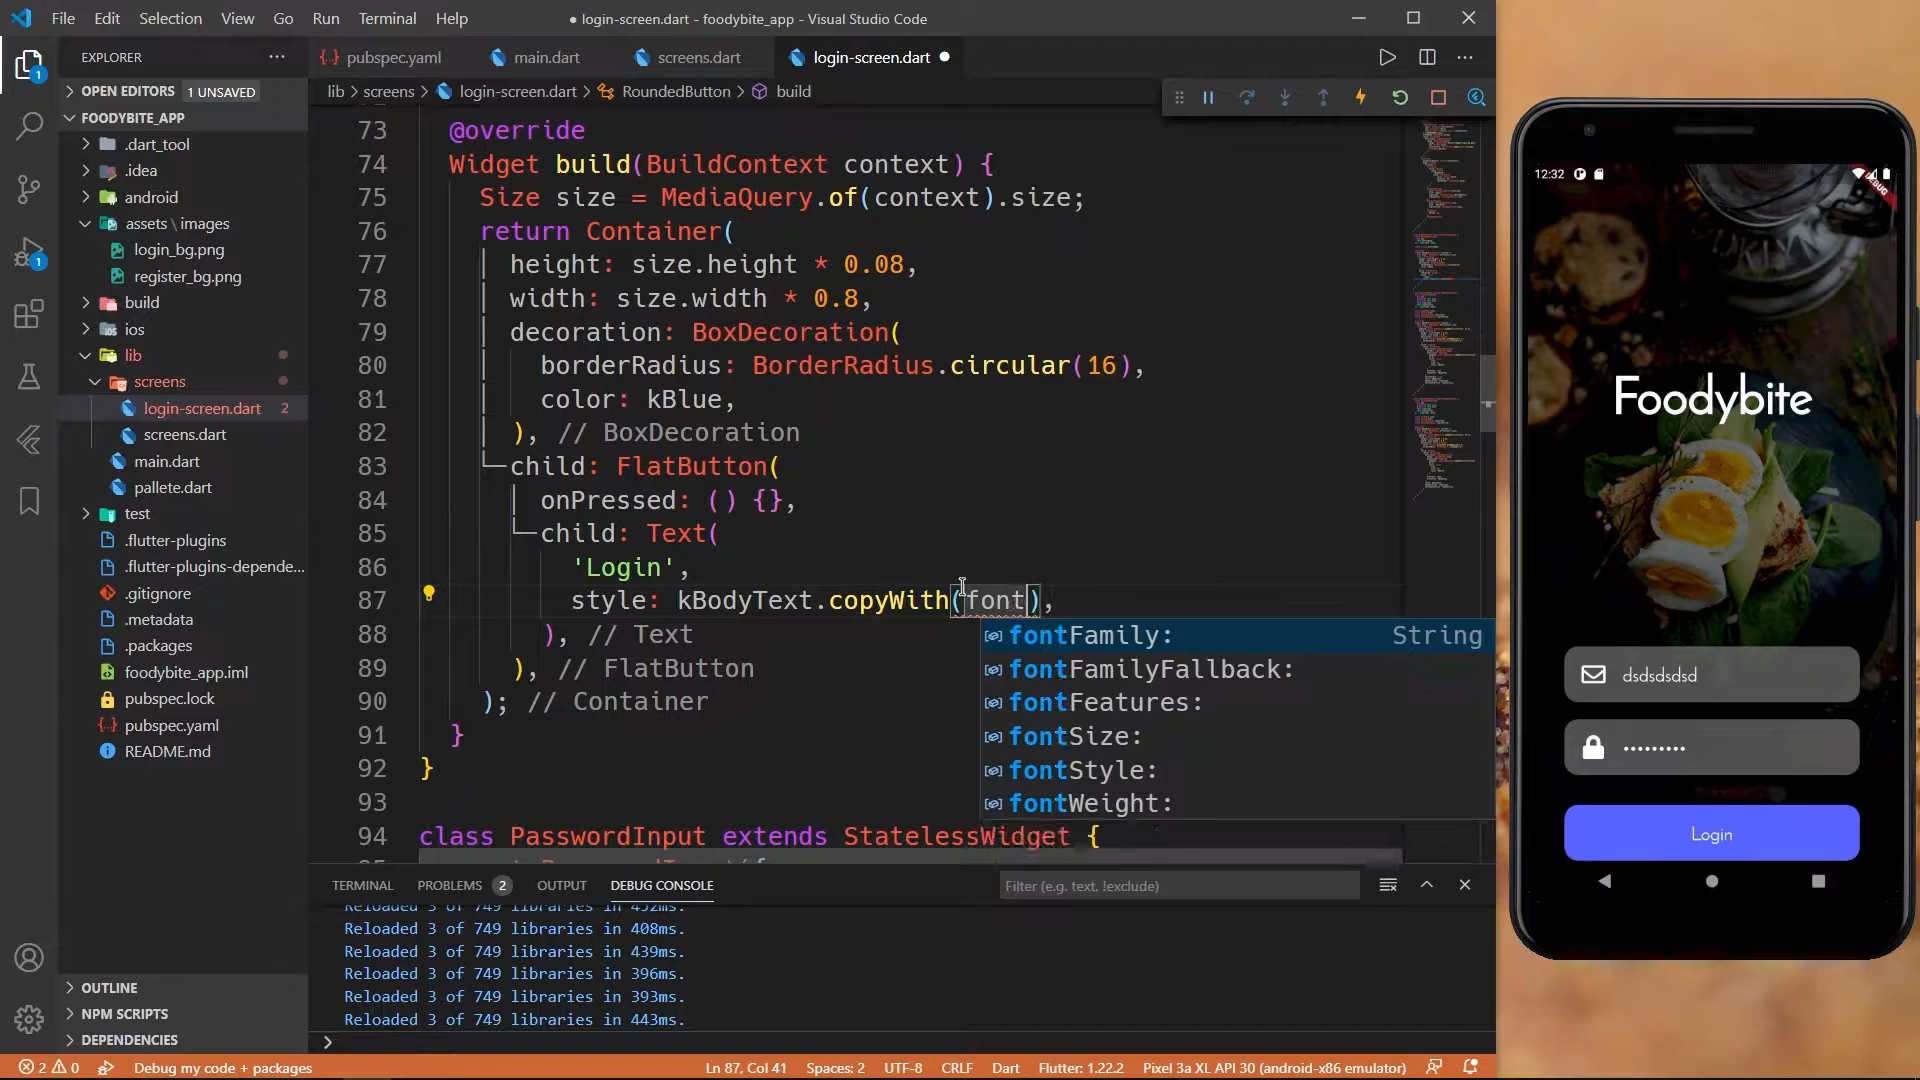 File Edit Selection View Go Run Terminal Help
● login-screen.dart - foodybite_app - Visual Studio Code
EXPLORER
pubspec.yaml
main.dart
screens.dart
login-screen.dart
OPEN EDITORS 1 UNSAVED
lib > screens > login-screen.dart > RoundedButton > build
FOODYBITE_APP
.dart_tool
.idea
android
assets \ images
login_bg.png
register_bg.png
build
ios
lib
screens
login-screen.dart 2
screens.dart
main.dart
pallete.dart
test
.flutter-plugins
.flutter-plugins-depende...
.gitignore
.metadata
.packages
foodybite_app.iml
pubspec.lock
pubspec.yaml
README.md
OUTLINE
NPM SCRIPTS
DEPENDENCIES
1
1
73 @override
74 Widget build(BuildContext context) {
75 Size size = MediaQuery.of(context).size;
76 return Container(
77 height: size.height * 0.08,
78 width: size.width * 0.8,
79 decoration: BoxDecoration(
80 borderRadius: BorderRadius.circular(16),
81 color: kBlue,
82 ), // BoxDecoration
83 child: FlatButton(
84 onPressed: () {},
85 child: Text(
86 'Login',
87 style: kBodyText.copyWith(font),
88 ), // Text
89 ), // FlatButton
90 ); // Container
91 }
92 }
93
94 class PasswordInput extends StatelessWidget {
fontFamily: String
fontFamilyFallback:
fontFeatures:
fontSize:
fontStyle:
fontWeight:
TERMINAL PROBLEMS 2 OUTPUT DEBUG CONSOLE
Filter (e.g. text, !exclude)
Reloaded 3 of 749 libraries in 452ms.
Reloaded 3 of 749 libraries in 408ms.
Reloaded 3 of 749 libraries in 439ms.
Reloaded 3 of 749 libraries in 396ms.
Reloaded 3 of 749 libraries in 393ms.
Reloaded 3 of 749 libraries in 443ms.
2 0 Debug my code + packages
Ln 87, Col 41 Spaces: 2 UTF-8 CRLF Dart Flutter: 1.22.2 Pixel 3a XL API 30 (android-x86 emulator)
12:32
DEBUG
Foodybite
dsdsdsdsd
•••••••••
Login